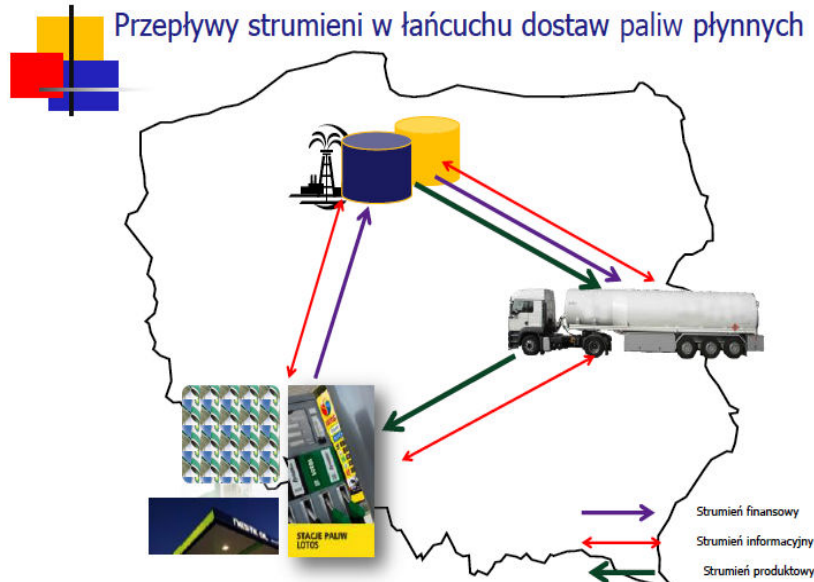 Przepływy strumieni w łańcuchu dostaw paliw płynnych
STACJE PALIW
LOTOS
Strumień finansowy
Strumień informacyjny
Strumień produktowy